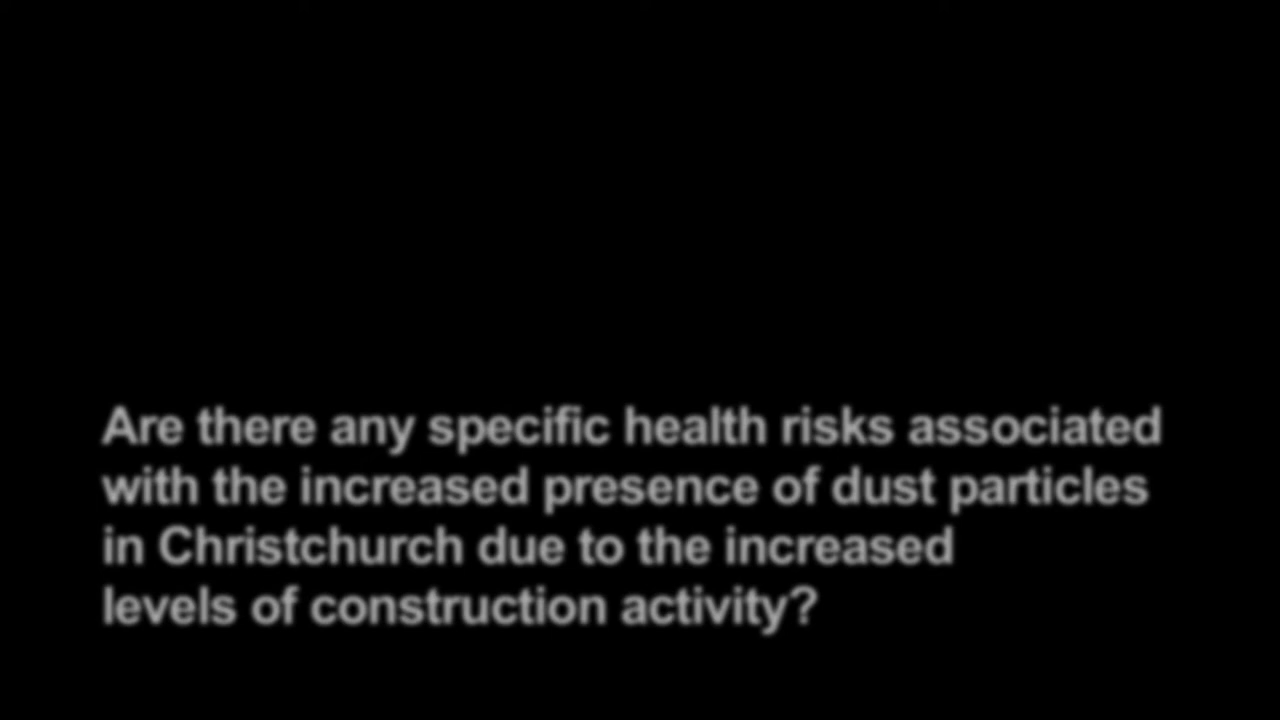 Are there any specific health risks associated
with the increased presence of dust particles
in Christchurch due to the increased
levels of construction activity?